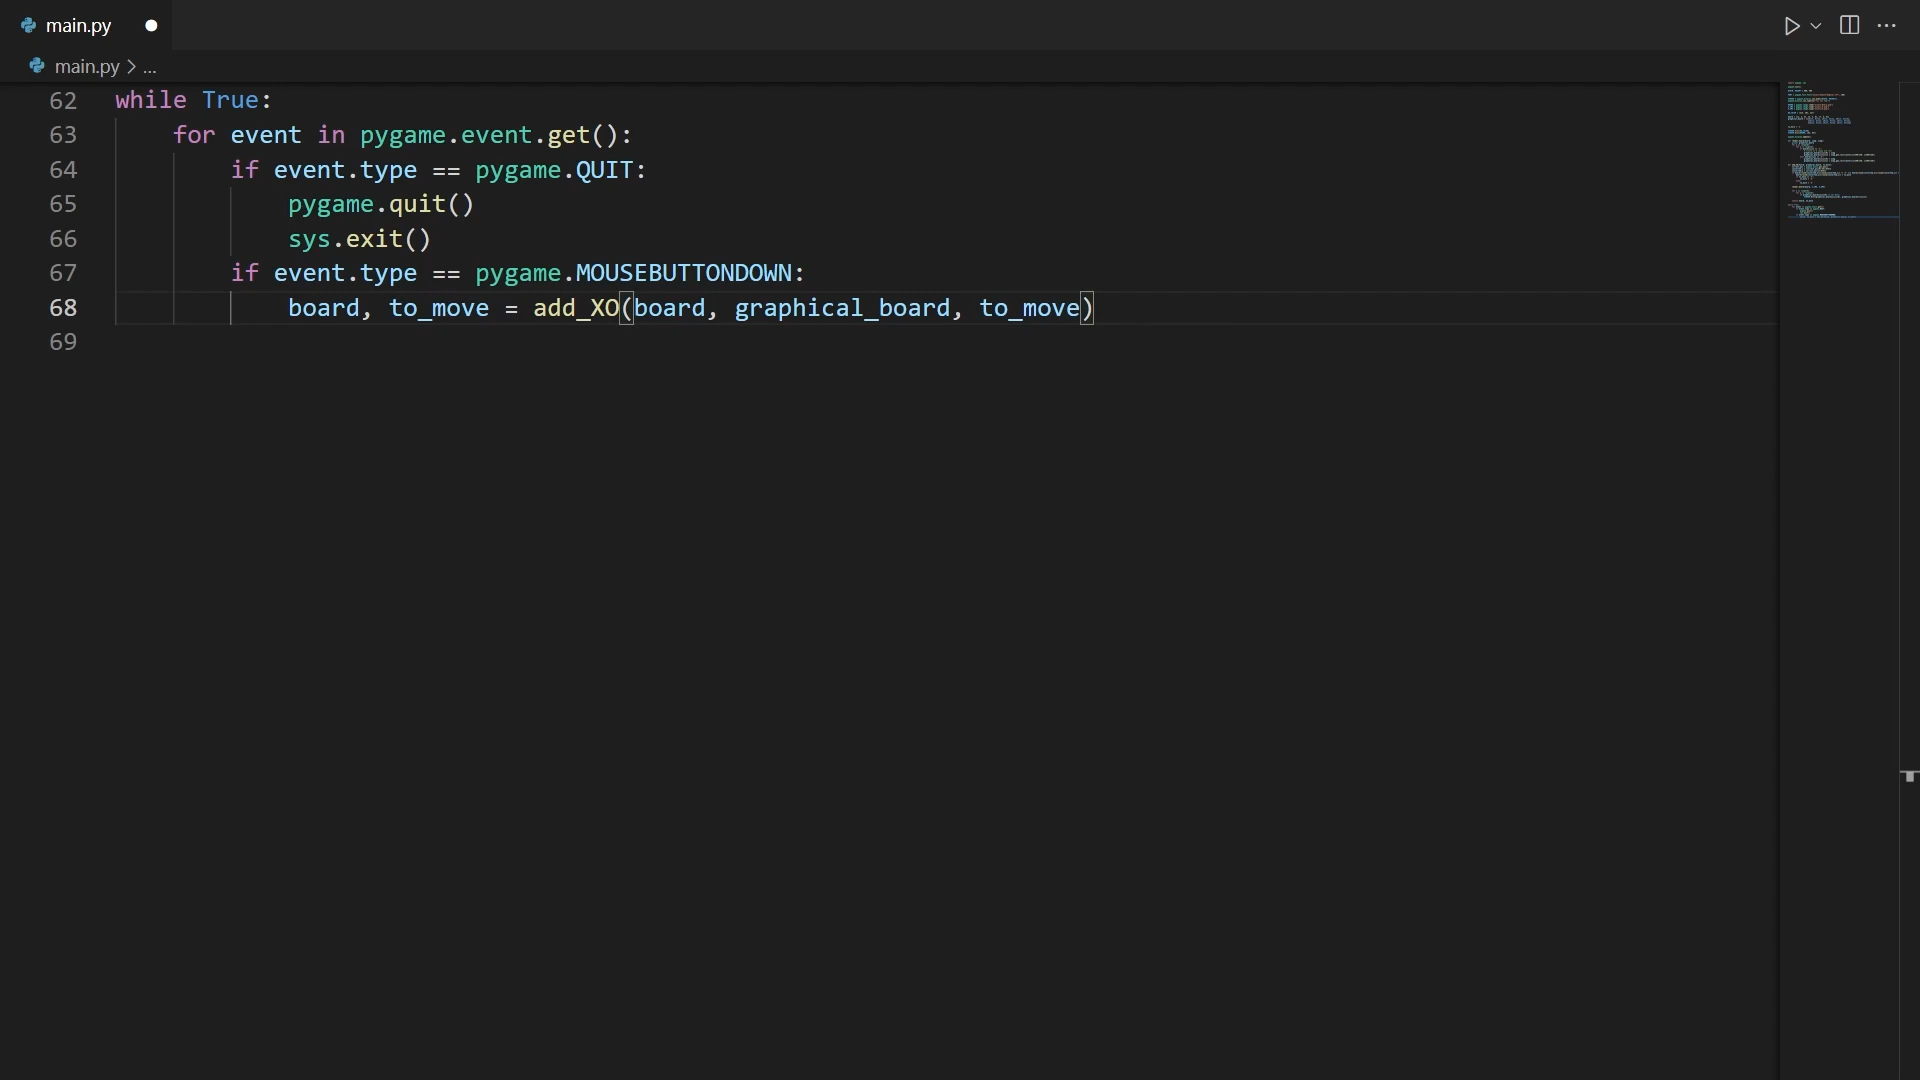 main.py
main.py > ...
62 while True:
63 for event in pygame.event.get():
64 if event.type == pygame.QUIT:
65 pygame.quit()
66 sys.exit()
67 if event.type == pygame.MOUSEBUTTONDOWN:
68 board, to_move = add_XO(board, graphical_board, to_move)
69